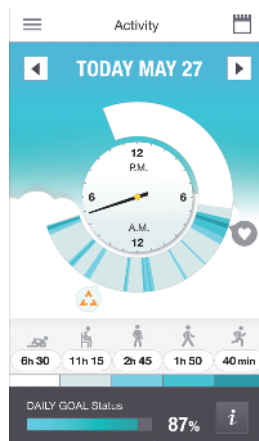 Activity
TODAY MAY 27
12
P.M.
6 6
A.M.
12
6h 30 11h 15 2h 45 1h 50 40 min
DAILY GOAL Status
87% i